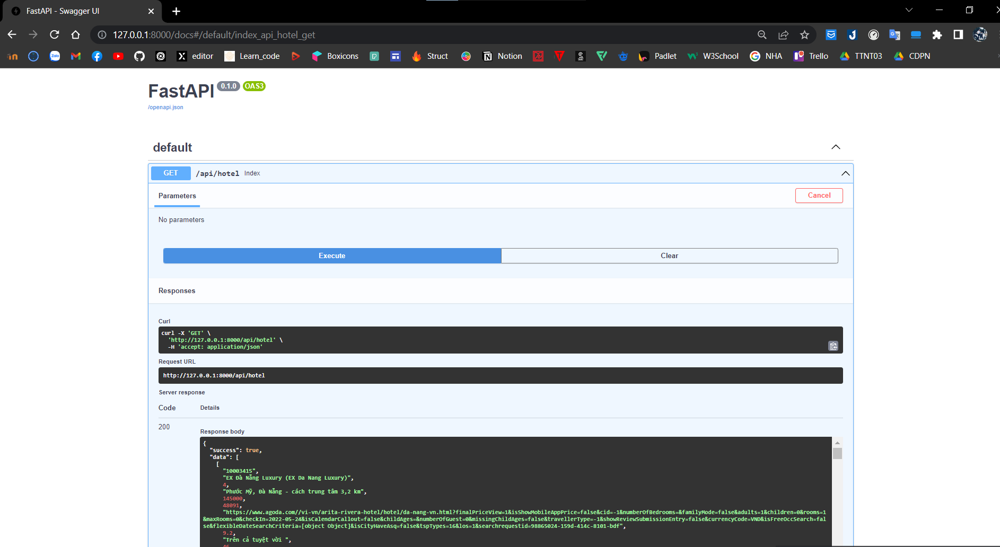 FastAPI - Swagger UI
127.0.0.1:8000/docs#/default/index_api_hotel_get
editor Learn_code Boxicons Struct Notion Padlet W3School NHA Trello TTNT03 CDPN
FastAPI 0.1.0 OAS3
/openapi.json
default
GET /api/hotel Index
Parameters Cancel
No parameters
Execute Clear
Responses
Curl
curl -X 'GET' \
'http://127.0.0.1:8000/api/hotel' \
-H 'accept: application/json'
Request URL
http://127.0.0.1:8000/api/hotel
Server response
Code Details
200
Response body
{
"success": true,
"data": [
[
"10003415",
"EX Đà Nẵng Luxury (EX Da Nang Luxury)",
4,
"Phước Mỹ, Đà Nẵng - cách trung tâm 3,2 km",
145000,
48091,
"https://www.agoda.com//vi-vn/arita-rivera-hotel/hotel/da-nang-vn.html?finalPriceView=1&isShowMobileAppPrice=false&cid=-1&numberOfBedrooms=&familyMode=false&adults=1&children=0&rooms=1
&maxRooms=0&checkIn=2022-05-24&isCalendarCallout=false&childAges=&numberOfGuest=0&missingChildAges=false&travellerType=-1&showReviewSubmissionEntry=false&currencyCode=VND&isFreeOccSearch=fal
se&flexibleDateSearchCriteria=[object Object]&isCityHaveAsq=false&tspTypes=16&los=1&searchrequestid=98865024-159d-414c-8101-bdf",
9.2,
"Trên cả tuyệt vời ",
46